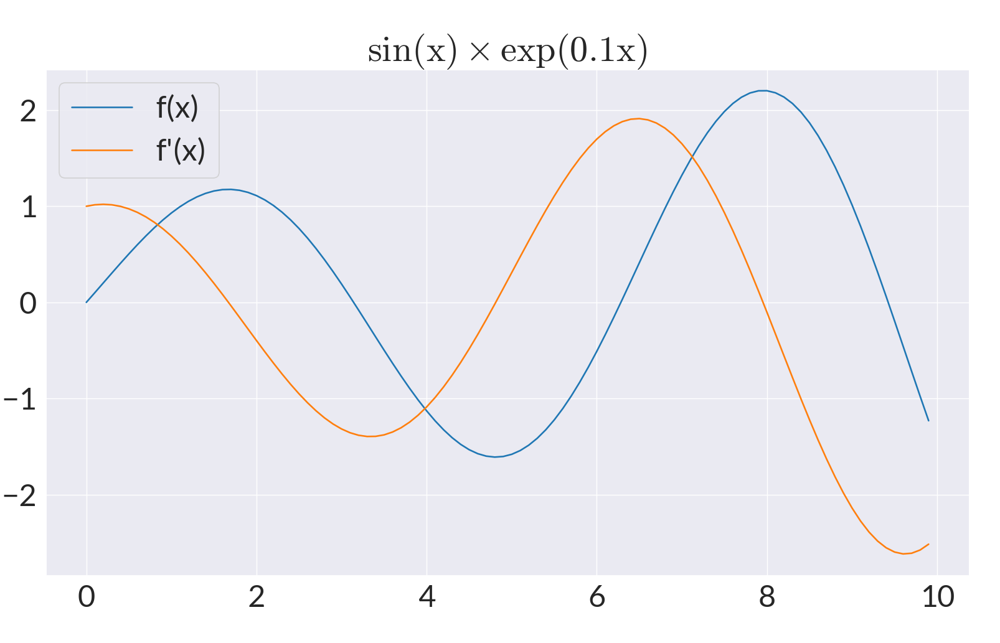 sin(x) × exp(0.1x)
f(x)
f'(x)
2
1
0
−1
−2
0 2 4 6 8 10